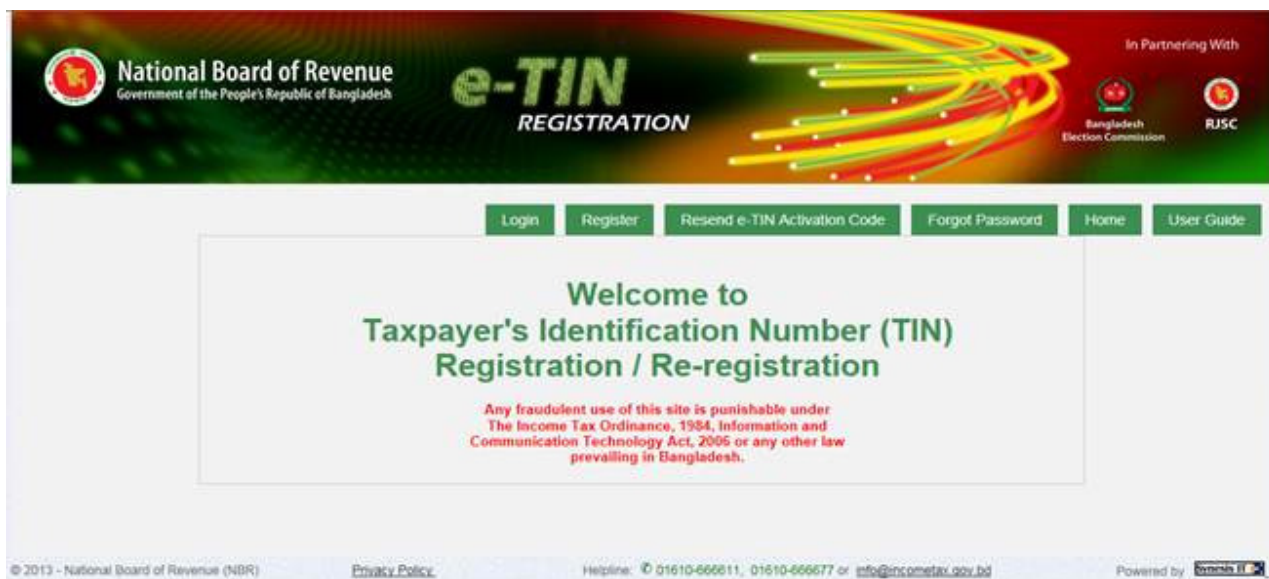 National Board of Revenue
Government of the People's Republic of Bangladesh
e-TIN
REGISTRATION
In Partnering With
Bangladesh
Election Commission
RJSC
Login
Register
Resend e-TIN Activation Code
Forgot Password
Home
User Guide
Welcome to
Taxpayer's Identification Number (TIN)
Registration / Re-registration
Any fraudulent use of this site is punishable under
The Income Tax Ordinance, 1984, Information and
Communication Technology Act, 2006 or any other law
prevailing in Bangladesh.
© 2013 - National Board of Revenue (NBR)
Privacy Policy
Helpline: ✆ 01610-666611, 01610-666677 or info@incometax.gov.bd
Powered by